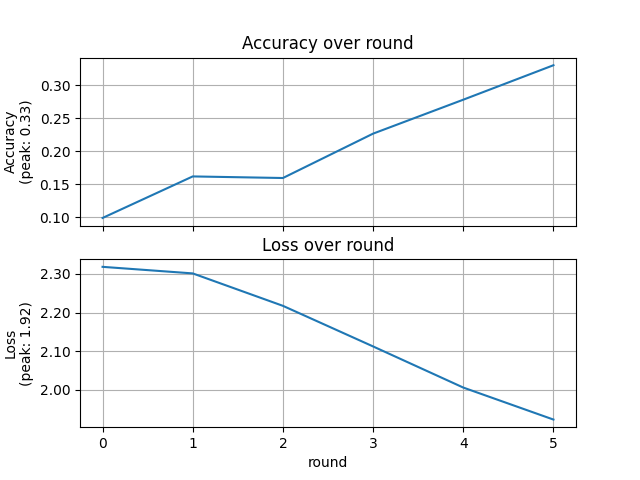 Accuracy over round
Accuracy
(peak: 0.33)
0.30
0.25
0.20
0.15
0.10
Loss over round
Loss
(peak: 1.92)
2.30
2.20
2.10
2.00
0 1 2 3 4 5
round